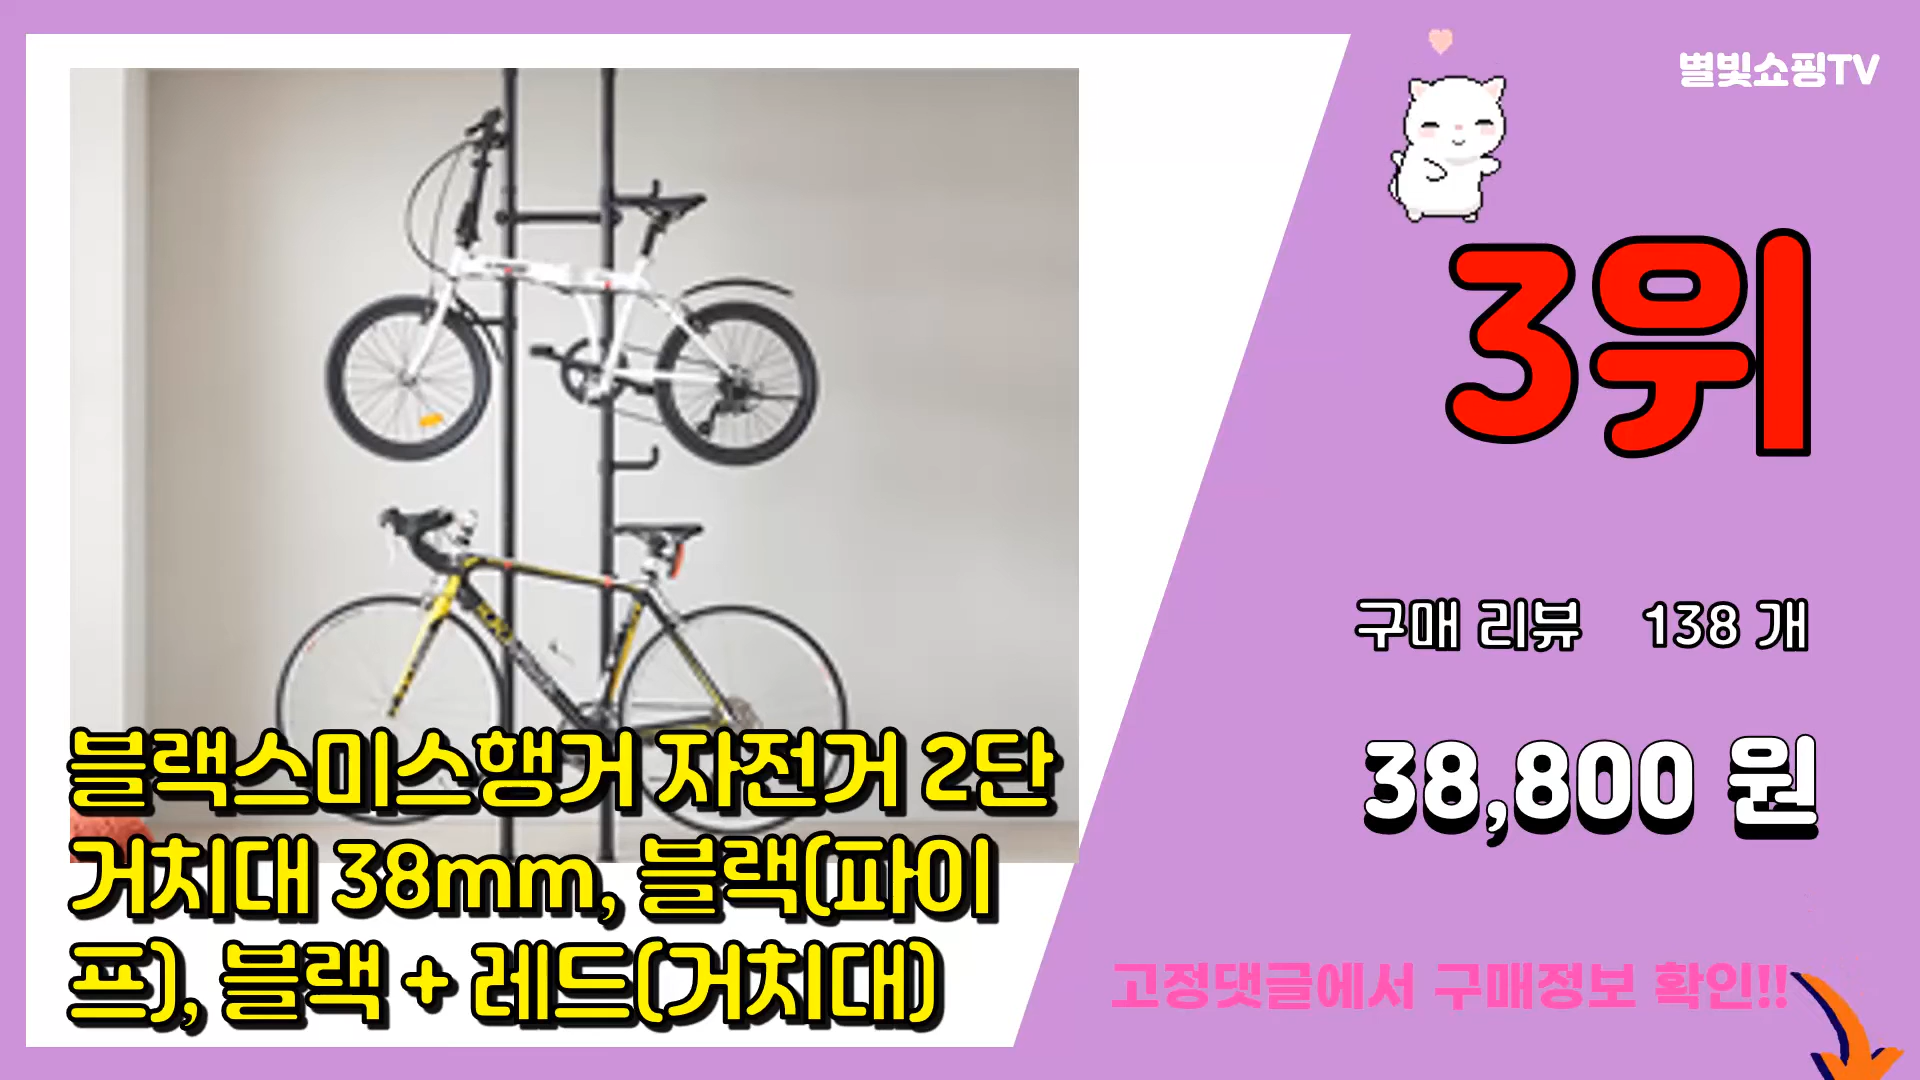 별빛쇼핑TV
3위
구매 리뷰 138 개
38,800 원
블랙스미스행거 자전거 2단
거치대 38mm, 블랙(파이
프), 블랙 + 레드(거치대)
고정댓글에서 구매정보 확인!!